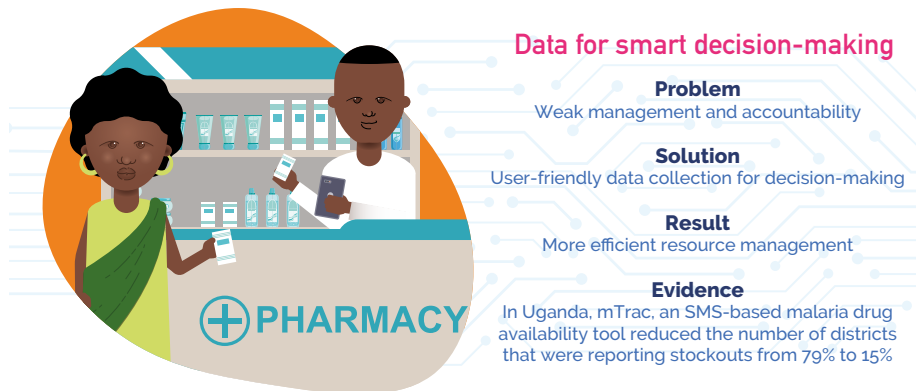 Data for smart decision-making
Problem
Weak management and accountability
Solution
User-friendly data collection for decision-making
Result
More efficient resource management
Evidence
In Uganda, mTrac, an SMS-based malaria drug
availability tool reduced the number of districts
that were reporting stockouts from 79% to 15%
PHARMACY